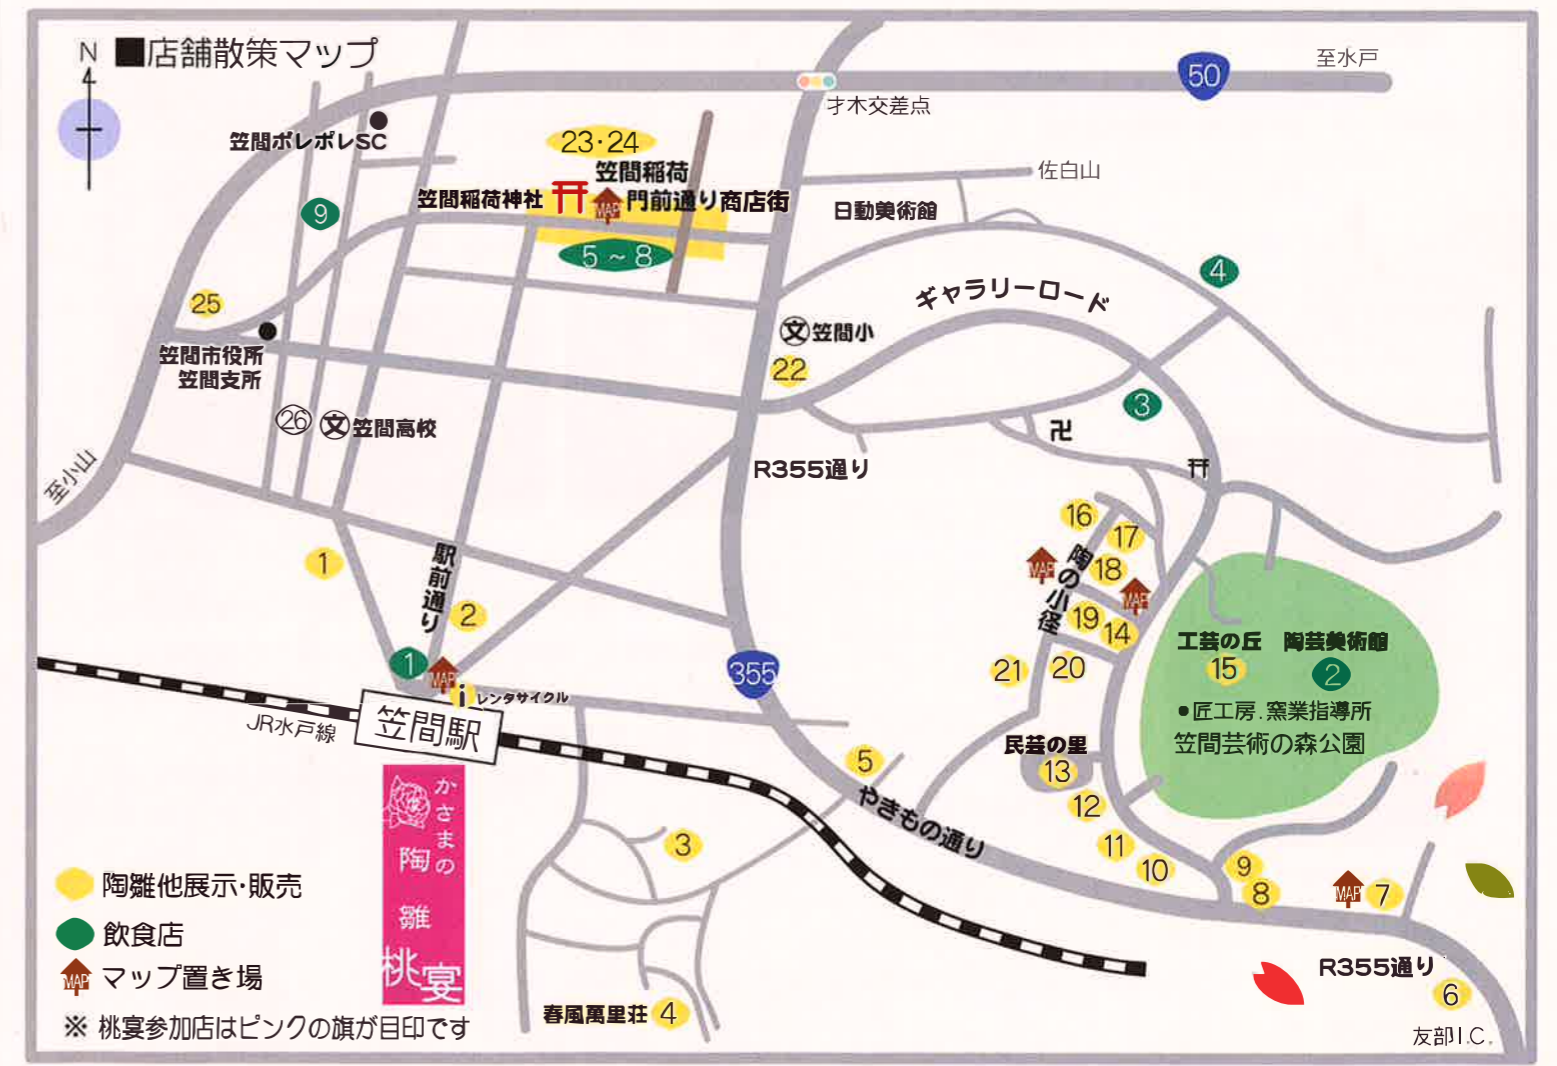 N
■店舗散策マップ
50
至水戸
才木交差点
笠間ポレポレSC
23・24
笠間稲荷
門前通り商店街
笠間稲荷神社
MAP
佐白山
日動美術館
9
5～8
4
ギャラリーロード
25
文 笠間小
22
笠間市役所
笠間支所
3
26
文 笠間高校
卍
R355通り
至小山
16
17
MAP
陶の小径
18
MAP
19
14
1
駅前通り
2
工芸の丘
陶芸美術館
15
2
21
20
355
1
MAP
i レンタサイクル
●匠工房.窯業指導所
笠間芸術の森公園
JR水戸線
笠間駅
民芸の里
13
5
12
やきもの通り
11
10
9
8
MAP
7
3
かさまの
陶雛
桃宴
陶雛他展示・販売
飲食店
MAP マップ置き場
※ 桃宴参加店はピンクの旗が目印です
春風萬里荘
4
R355通り
6
友部I.C.